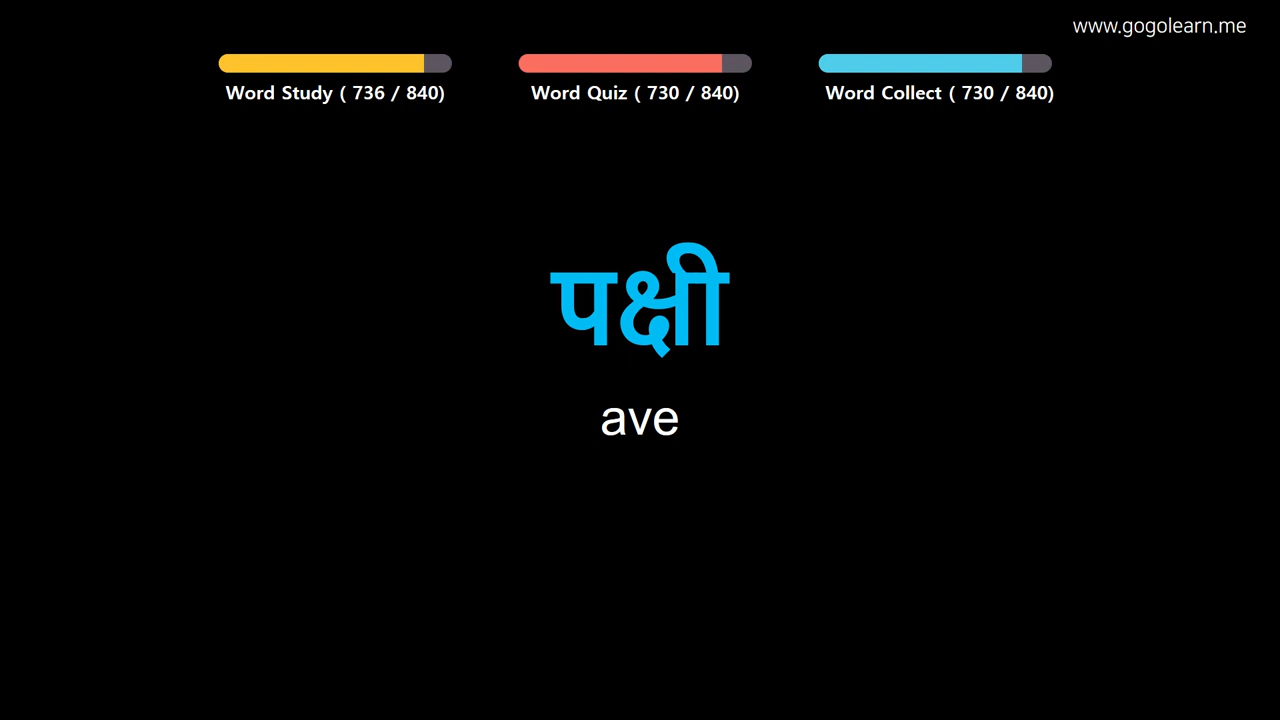 www.gogolearn.me
Word Study ( 736 / 840)
Word Quiz ( 730 / 840)
Word Collect ( 730 / 840)
पक्षी
ave